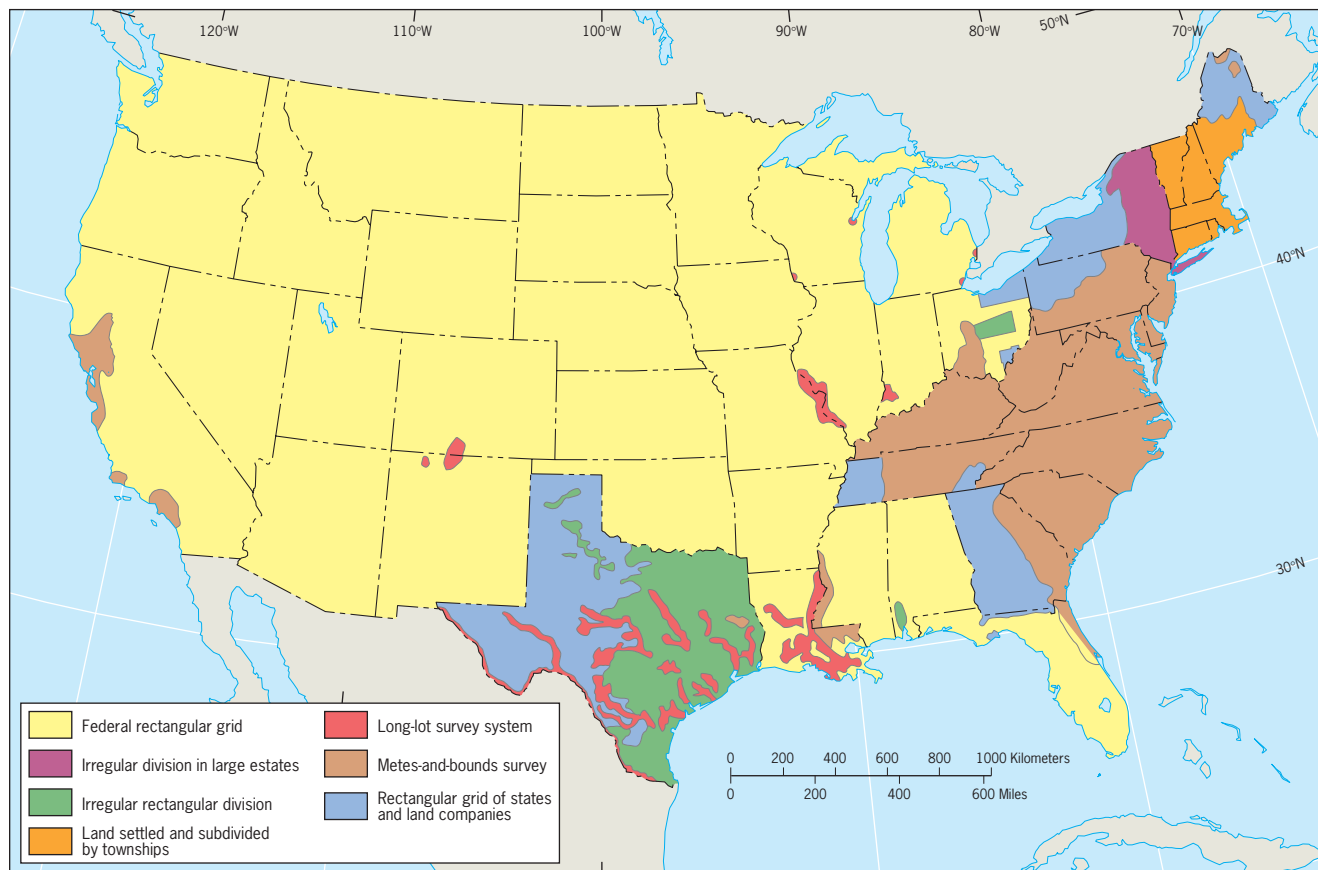 120°W
110°W
100°W
90°W
80°W
50°N
70°W
40°N
30°N
Federal rectangular grid
Irregular division in large estates
Irregular rectangular division
Land settled and subdivided
by townships
Long-lot survey system
Metes-and-bounds survey
Rectangular grid of states
and land companies
0 200 400 600 800 1000 Kilometers
0 200 400 600 Miles